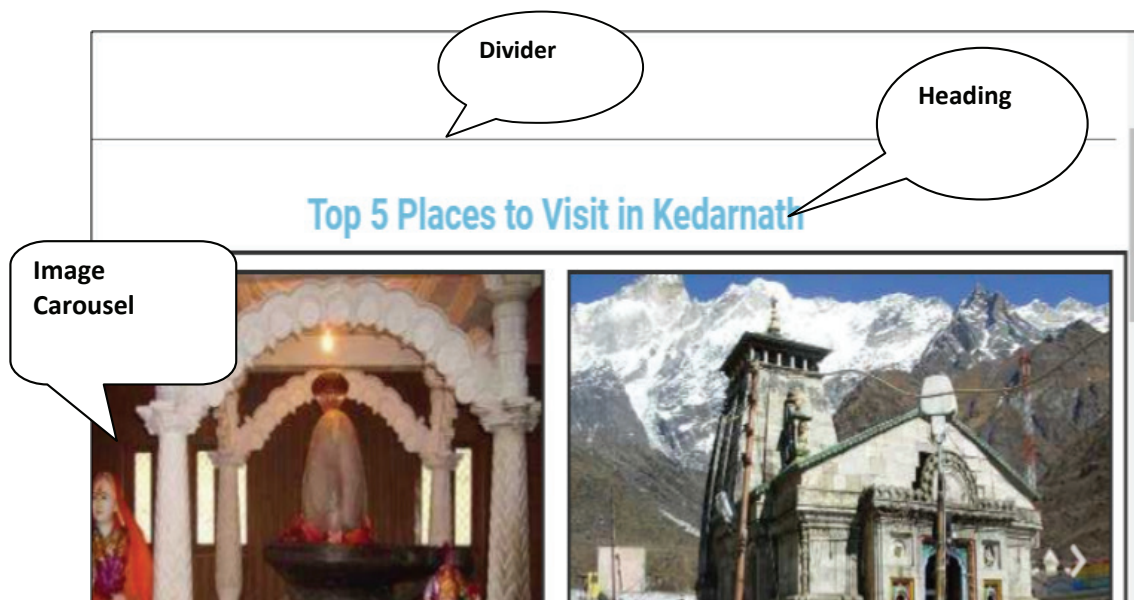 Divider
Heading
Top 5 Places to Visit in Kedarnath
Image
Carousel